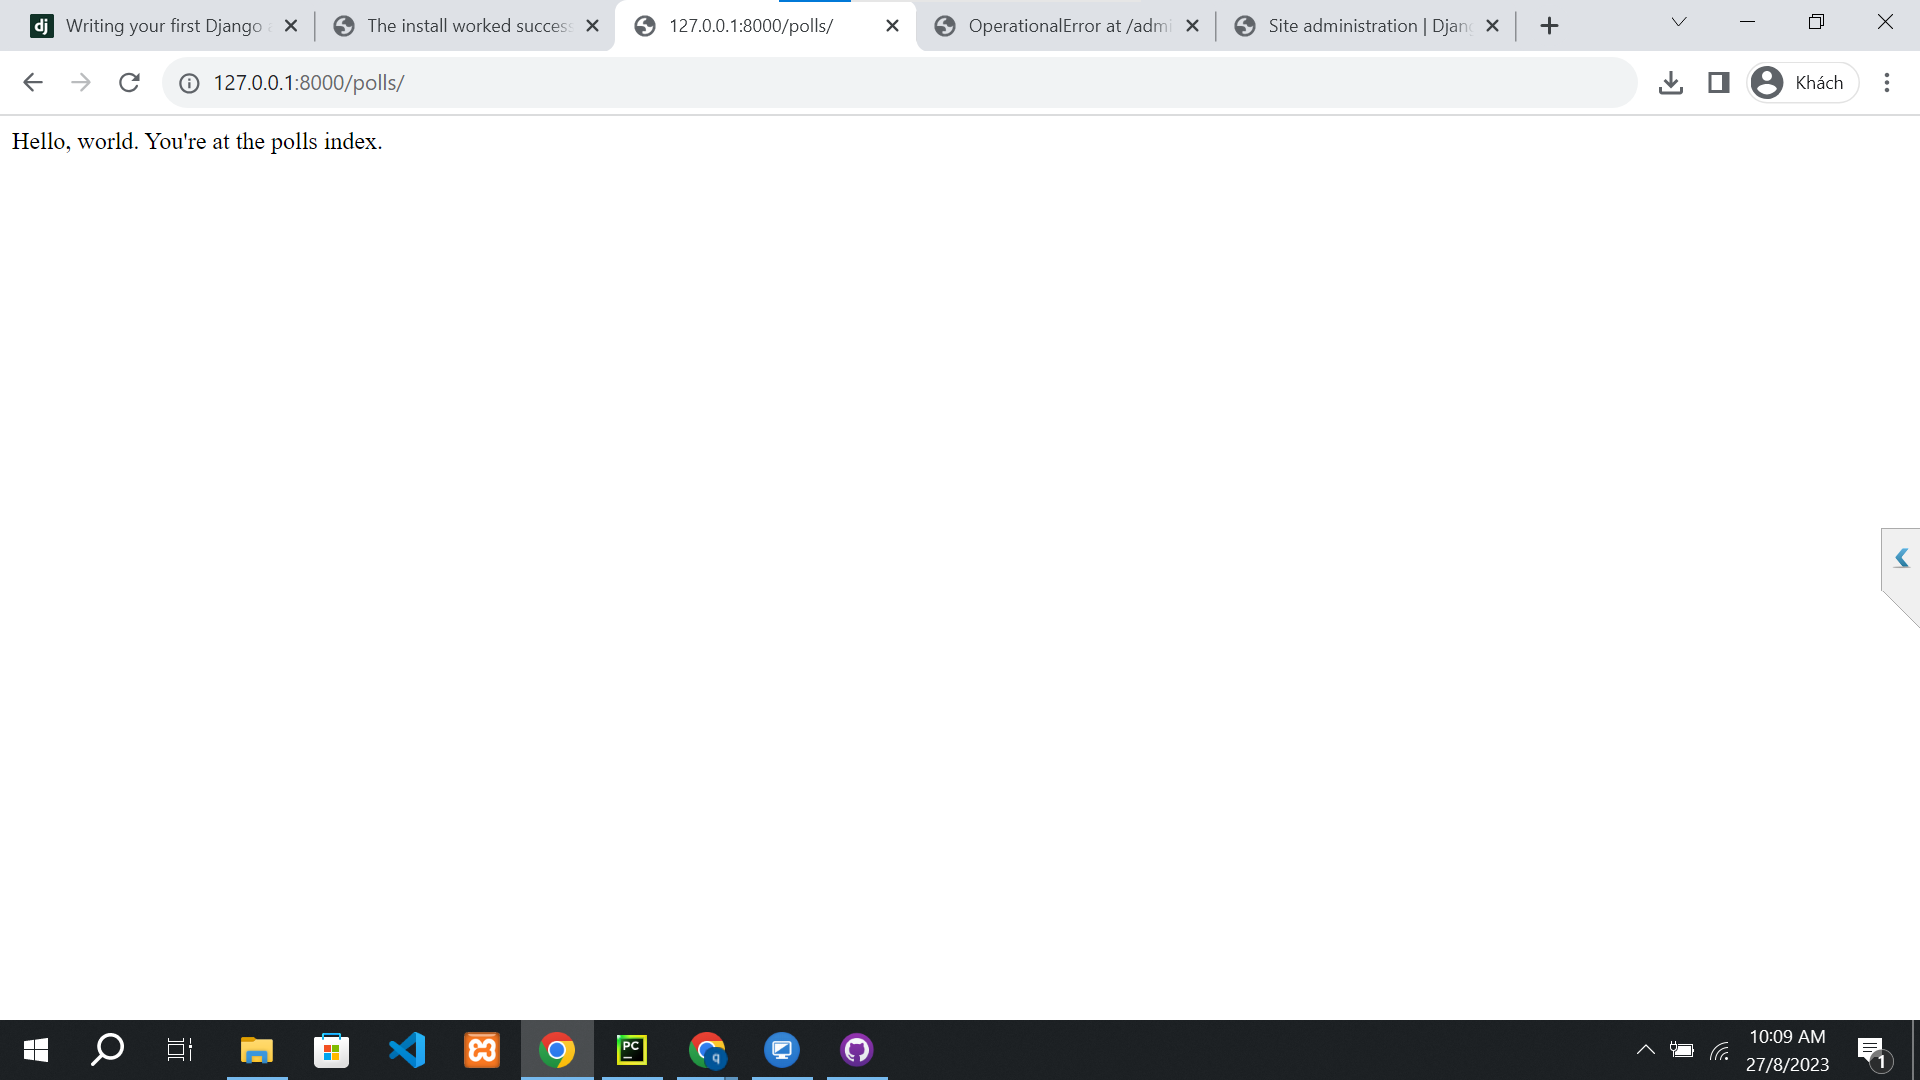 dj Writing your first Django a
The install worked success
127.0.0.1:8000/polls/
OperationalError at /admi
Site administration | Djang
127.0.0.1:8000/polls/
Khách
Hello, world. You're at the polls index.
PC
q
10:09 AM
27/8/2023
1